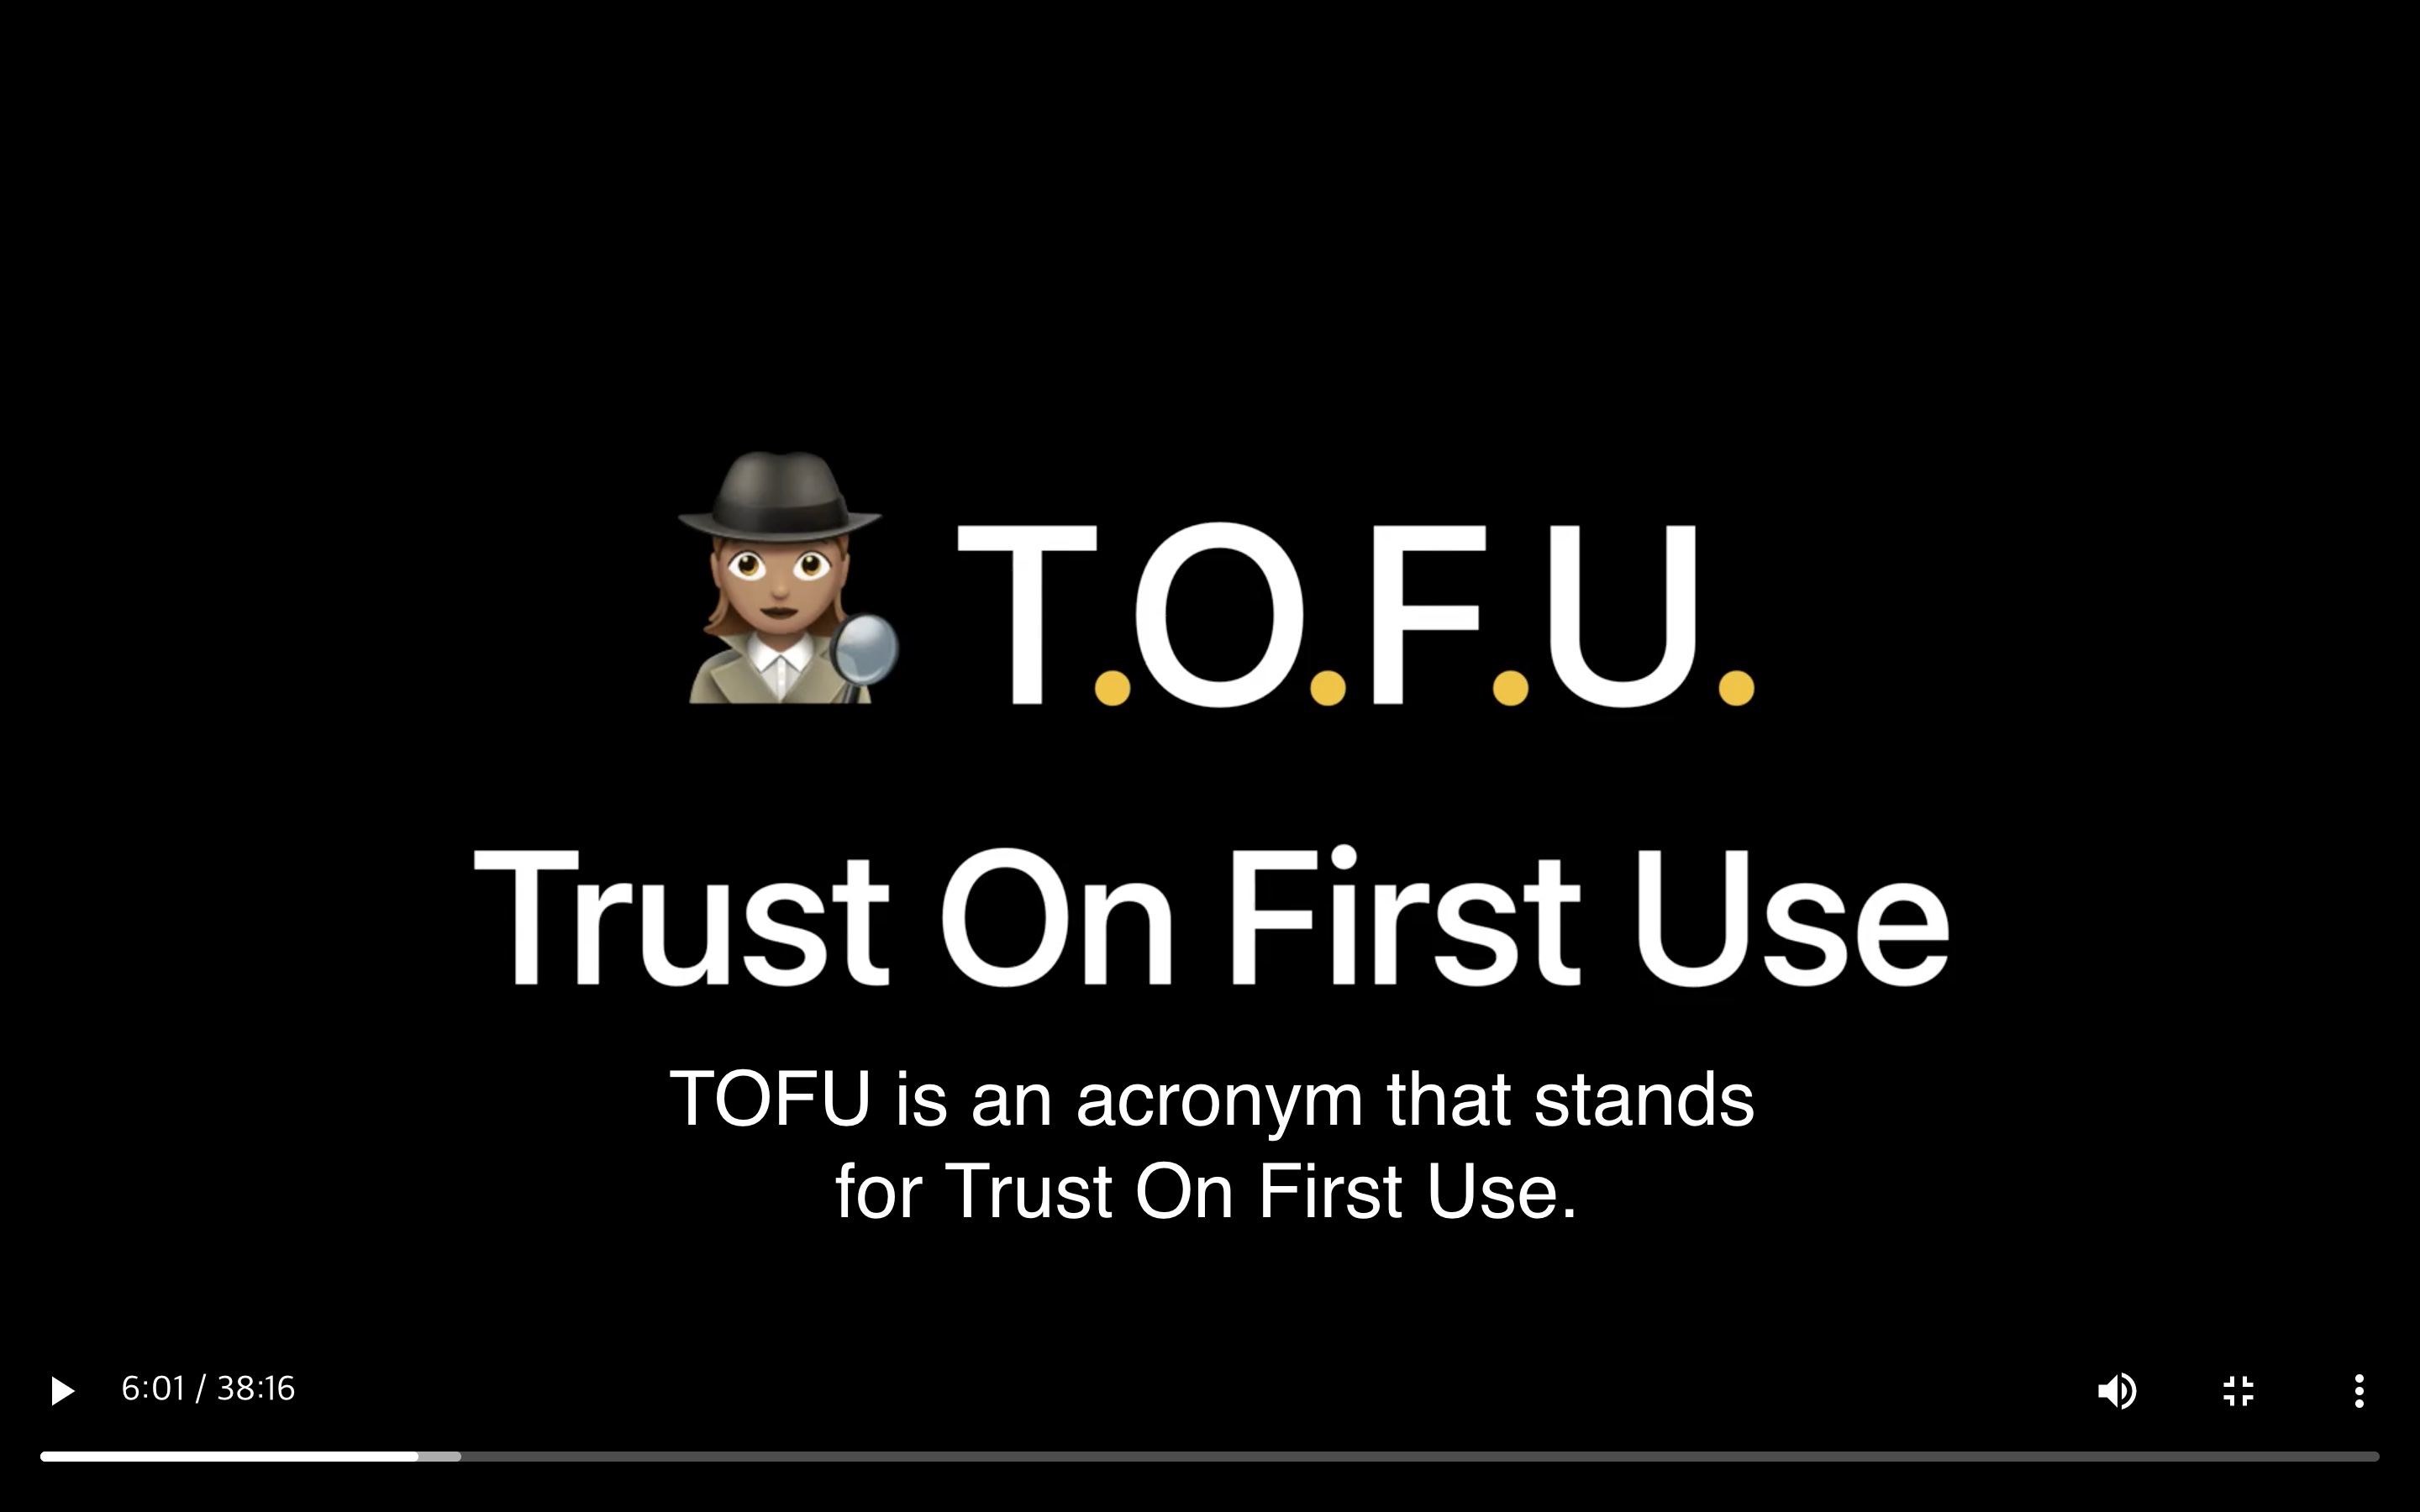 T.O.F.U.
Trust On First Use
TOFU is an acronym that stands
for Trust On First Use.
6:01 / 38:16